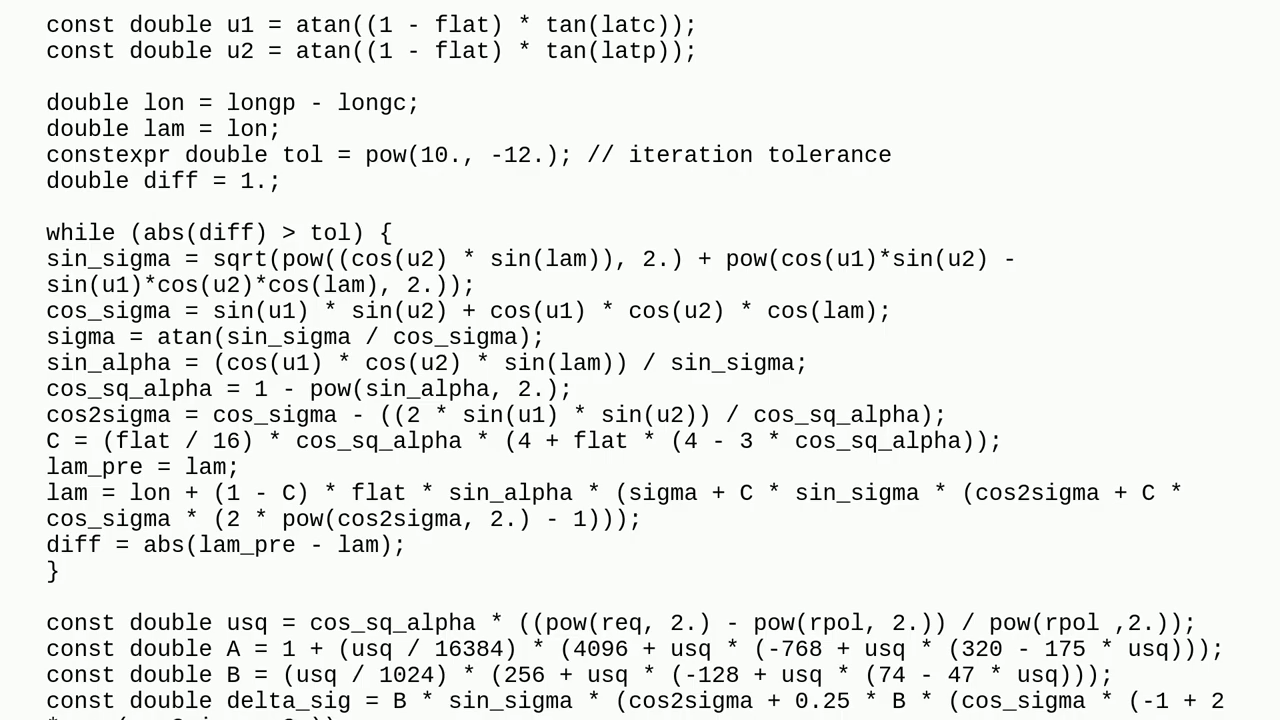 const double u1 = atan((1 - flat) * tan(latc));
const double u2 = atan((1 - flat) * tan(latp));
double lon = longp - longc;
double lam = lon;
constexpr double tol = pow(10., -12.); // iteration tolerance
double diff = 1.;
while (abs(diff) > tol) {
sin_sigma = sqrt(pow((cos(u2) * sin(lam)), 2.) + pow(cos(u1)*sin(u2) -
sin(u1)*cos(u2)*cos(lam), 2.));
cos_sigma = sin(u1) * sin(u2) + cos(u1) * cos(u2) * cos(lam);
sigma = atan(sin_sigma / cos_sigma);
sin_alpha = (cos(u1) * cos(u2) * sin(lam)) / sin_sigma;
cos_sq_alpha = 1 - pow(sin_alpha, 2.);
cos2sigma = cos_sigma - ((2 * sin(u1) * sin(u2)) / cos_sq_alpha);
C = (flat / 16) * cos_sq_alpha * (4 + flat * (4 - 3 * cos_sq_alpha));
lam_pre = lam;
lam = lon + (1 - C) * flat * sin_alpha * (sigma + C * sin_sigma * (cos2sigma + C *
cos_sigma * (2 * pow(cos2sigma, 2.) - 1)));
diff = abs(lam_pre - lam);
}
const double usq = cos_sq_alpha * ((pow(req, 2.) - pow(rpol, 2.)) / pow(rpol ,2.));
const double A = 1 + (usq / 16384) * (4096 + usq * (-768 + usq * (320 - 175 * usq)));
const double B = (usq / 1024) * (256 + usq * (-128 + usq * (74 - 47 * usq)));
const double delta_sig = B * sin_sigma * (cos2sigma + 0.25 * B * (cos_sigma * (-1 + 2